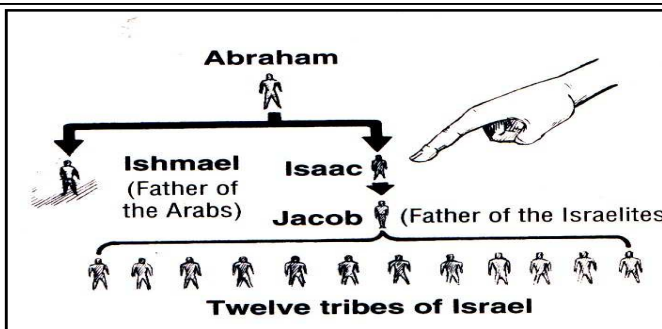 Abraham
Ishmael
(Father of
the Arabs)
Isaac
Jacob (Father of the Israelites
Twelve tribes of Israel